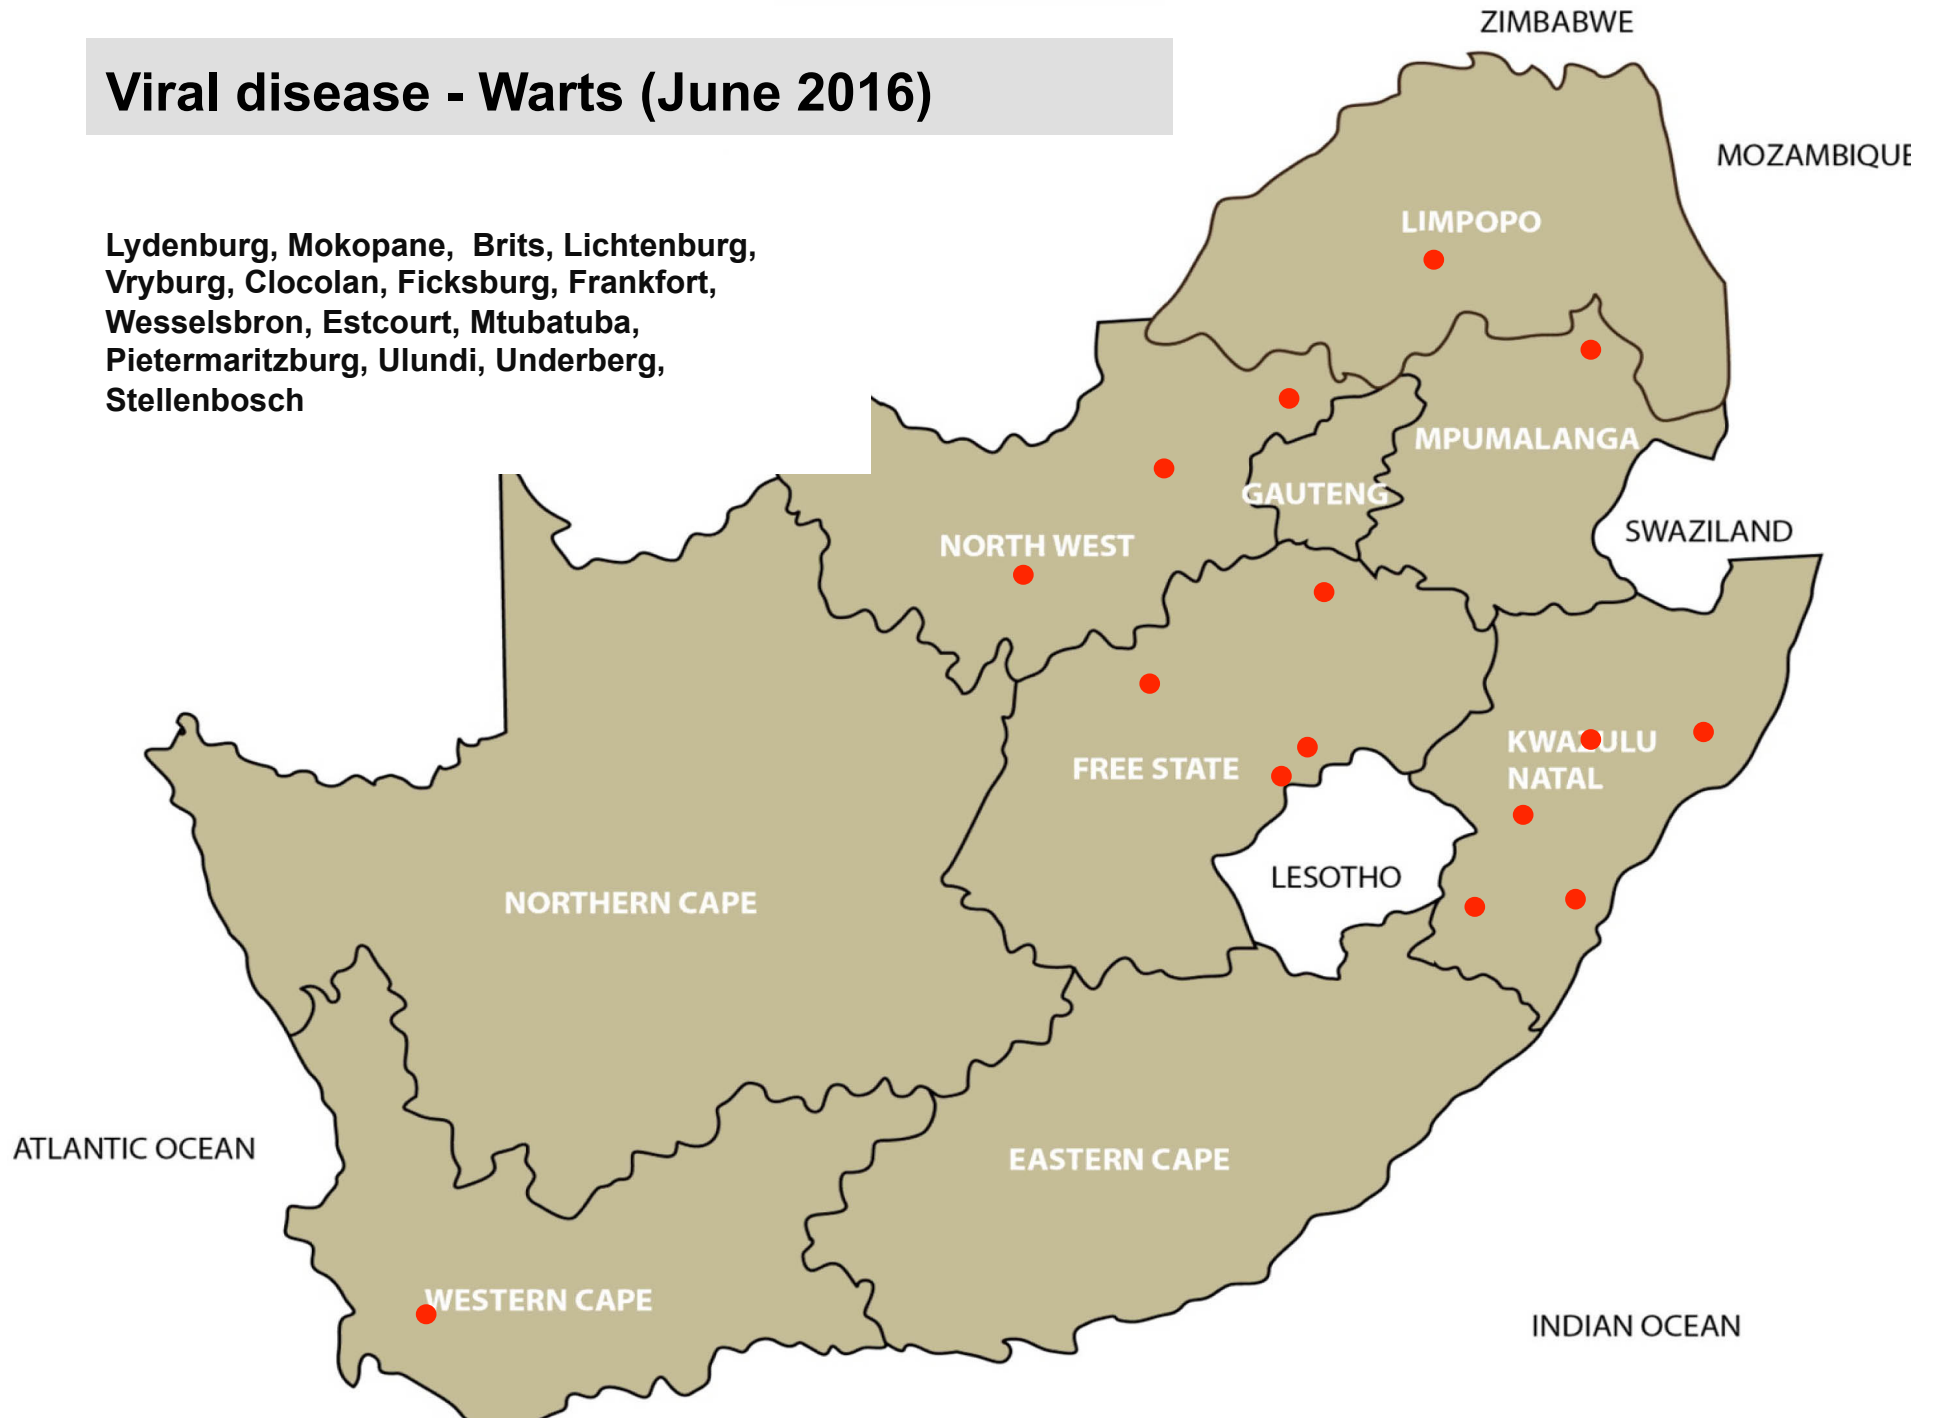 Viral disease - Warts (June 2016)
Lydenburg, Mokopane, Brits, Lichtenburg,
Vryburg, Clocolan, Ficksburg, Frankfort,
Wesselsbron, Estcourt, Mtubatuba,
Pietermaritzburg, Ulundi, Underberg,
Stellenbosch
ZIMBABWE
MOZAMBIQUE
LIMPOPO
MPUMALANGA
GAUTENG
SWAZILAND
NORTH WEST
KWAZULU
NATAL
FREE STATE
LESOTHO
NORTHERN CAPE
ATLANTIC OCEAN
EASTERN CAPE
WESTERN CAPE
INDIAN OCEAN